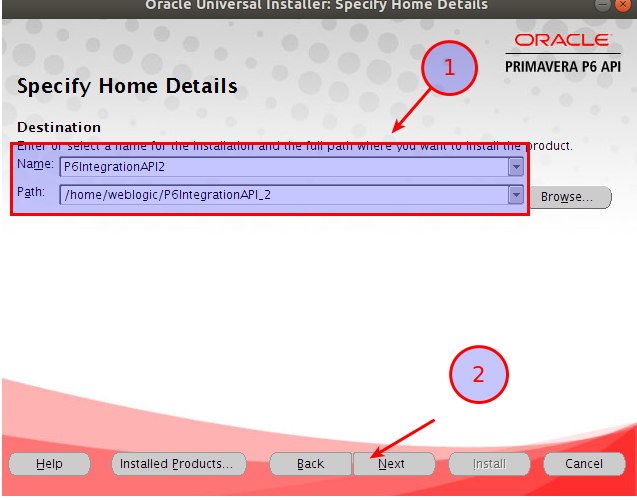 Oracle Universal Installer: Specify Home Details
ORACLE
PRIMAVERA P6 API
1
Specify Home Details
Destination
Enter or select a name for the installation and the full path where you want to install the product.
Name: P6IntegrationAPI2
Path: /home/weblogic/P6IntegrationAPI_2 Browse...
2
Help Installed Products... Back Next Install Cancel